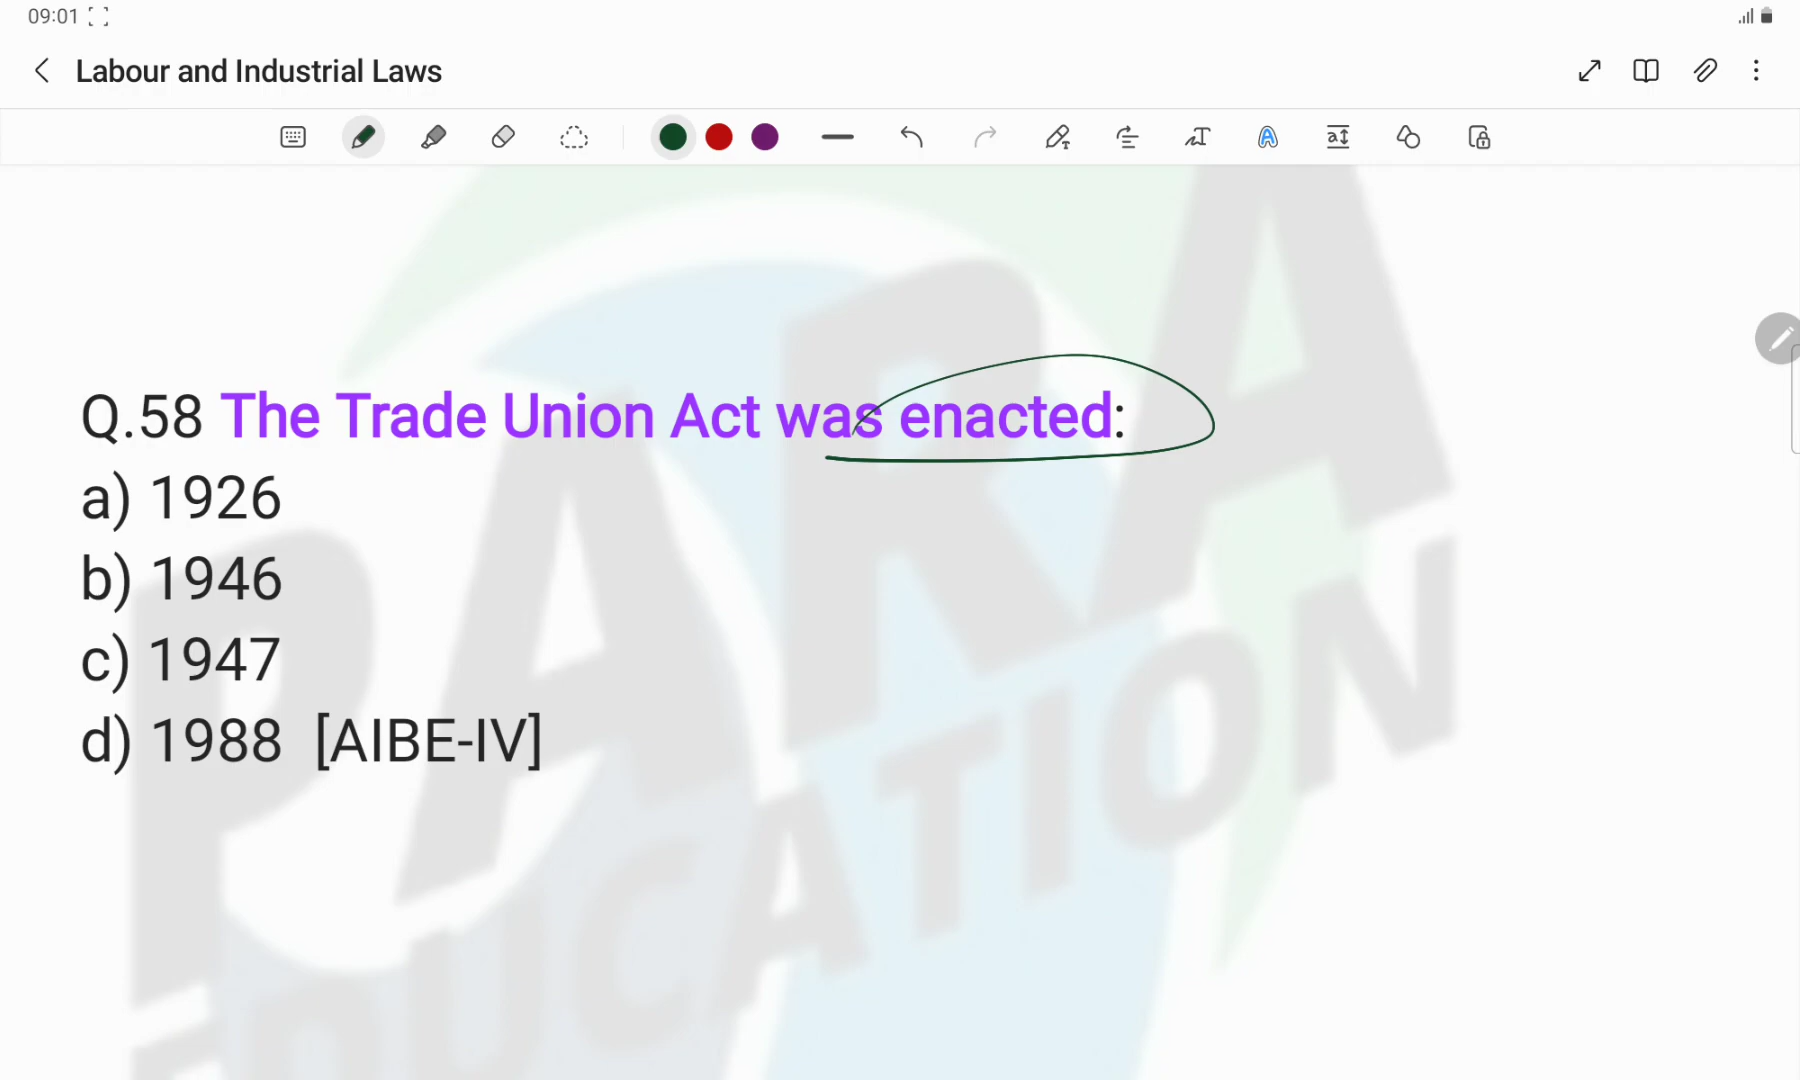 09:01
Labour and Industrial Laws
Q.58 The Trade Union Act was enacted:
a) 1926
b) 1946
c) 1947
d) 1988 [AIBE-IV]
PARA
EDUCATION